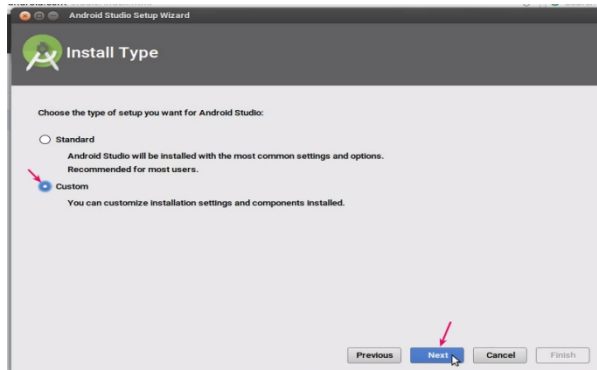 Android Studio Setup Wizard
Install Type
Choose the type of setup you want for Android Studio:
Standard
Android Studio will be installed with the most common settings and options.
Recommended for most users.
Custom
You can customize installation settings and components installed.
Previous Next Cancel Finish